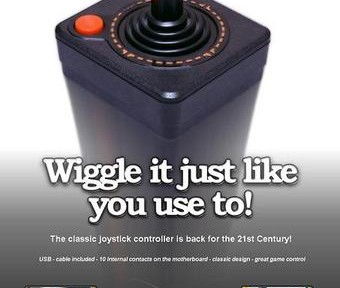 Wiggle it just like
you use to!
The classic joystick controller is back for the 21st Century!
USB - cable included - 10 internal contacts on the motherboard - classic design - great game control